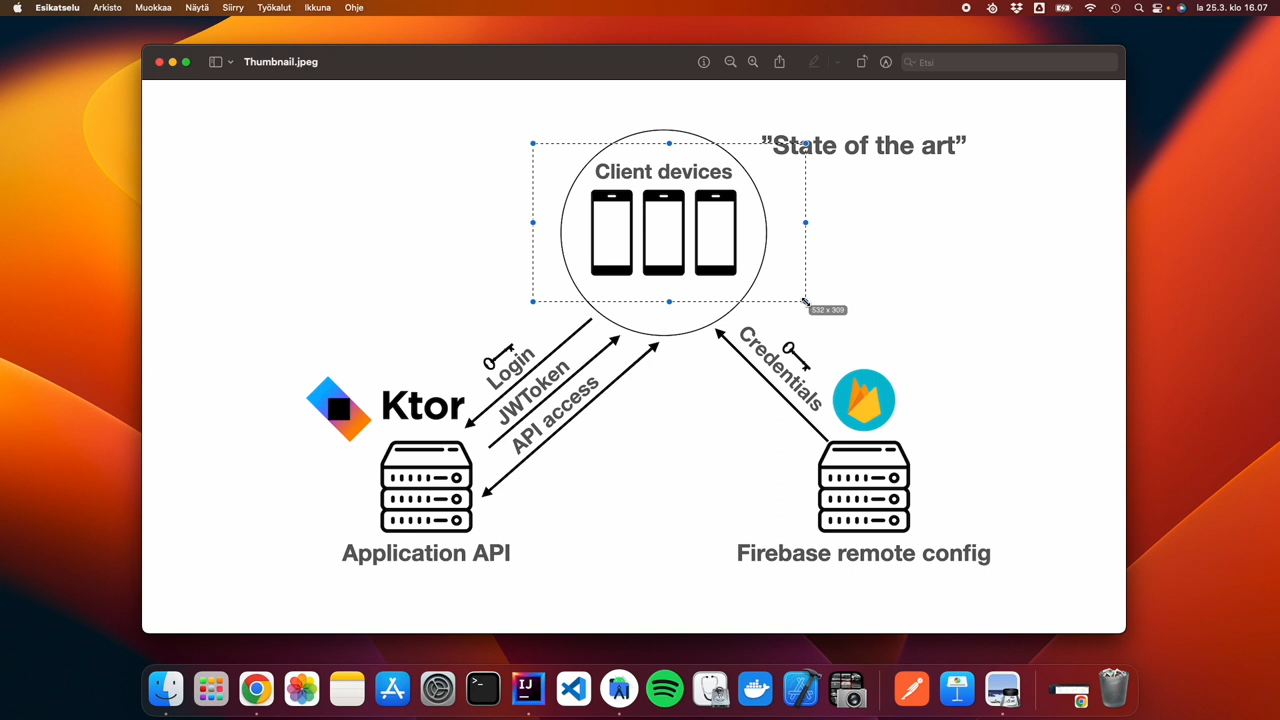 Esikatselu Arkisto Muokkaa Näytä Siirry Työkalut Ikkuna Ohje la 25.3. klo 16.07
Thumbnail.jpeg
Etsi
"State of the art"
Client devices
532 x 309
Login
JWToken
API access
Credentials
Ktor
Application API
Firebase remote config
IJ